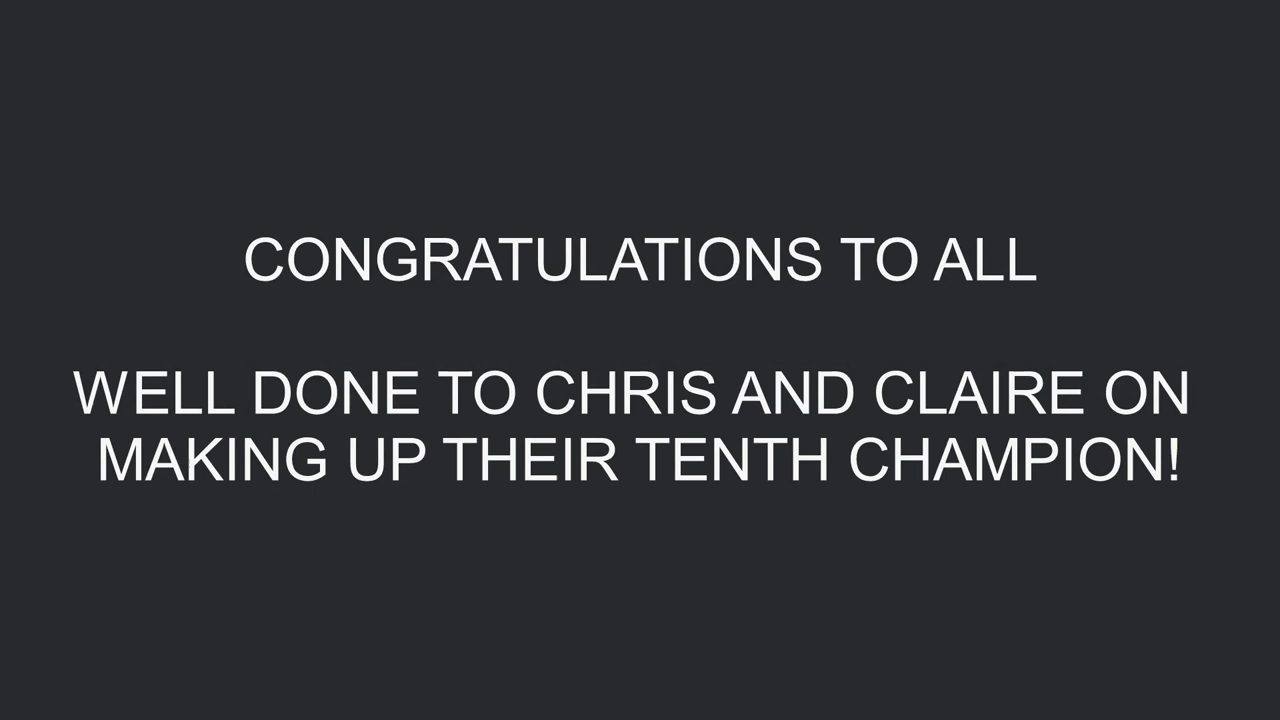 CONGRATULATIONS TO ALL
WELL DONE TO CHRIS AND CLAIRE ON
MAKING UP THEIR TENTH CHAMPION!